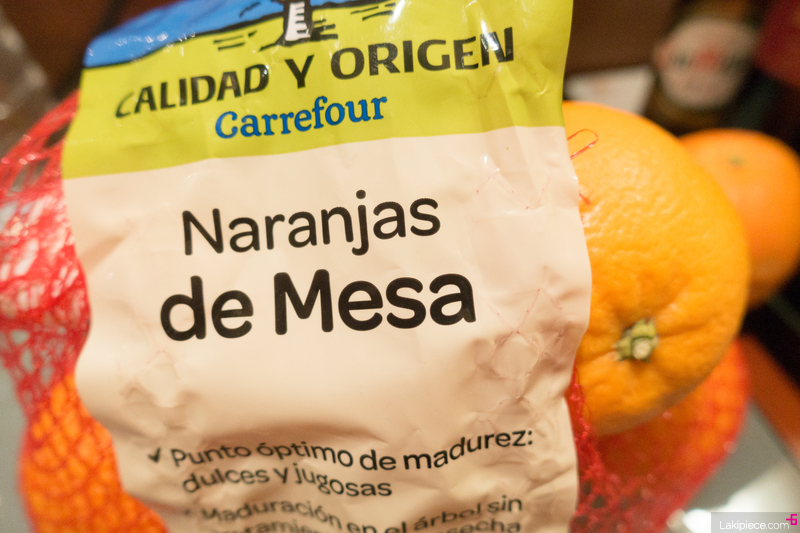 CALIDAD Y ORIGEN
Carrefour
Naranjas
de Mesa
✓ Punto óptimo de madurez:
dulces y jugosas
✓ Maduración en el árbol sin
Lakipiece.com